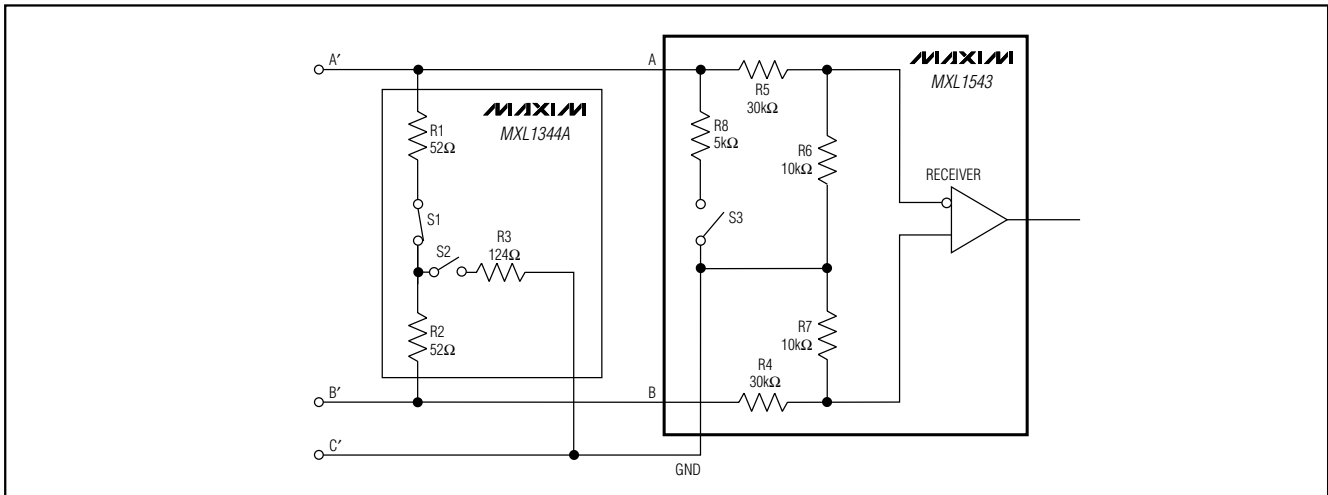 A′
A
MAXIM
MXL1543
R5
30kΩ
MAXIM
MXL1344A
R1
52Ω
R8
5kΩ
R6
10kΩ
RECEIVER
S1
S3
S2
R3
124Ω
R2
52Ω
R7
10kΩ
R4
30kΩ
B′
B
C′
GND